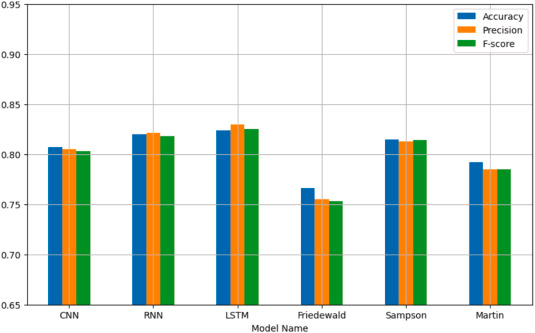 0.95
0.90
0.85
0.80
0.75
0.70
0.65
Accuracy
Precision
F-score
CNN RNN LSTM Friedewald Sampson Martin
Model Name